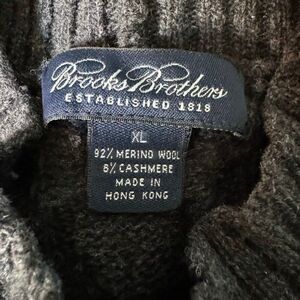 Brooks Brothers
ESTABLISHED 1818
XL
92% MERINO WOOL
8% CASHMERE
MADE IN
HONG KONG